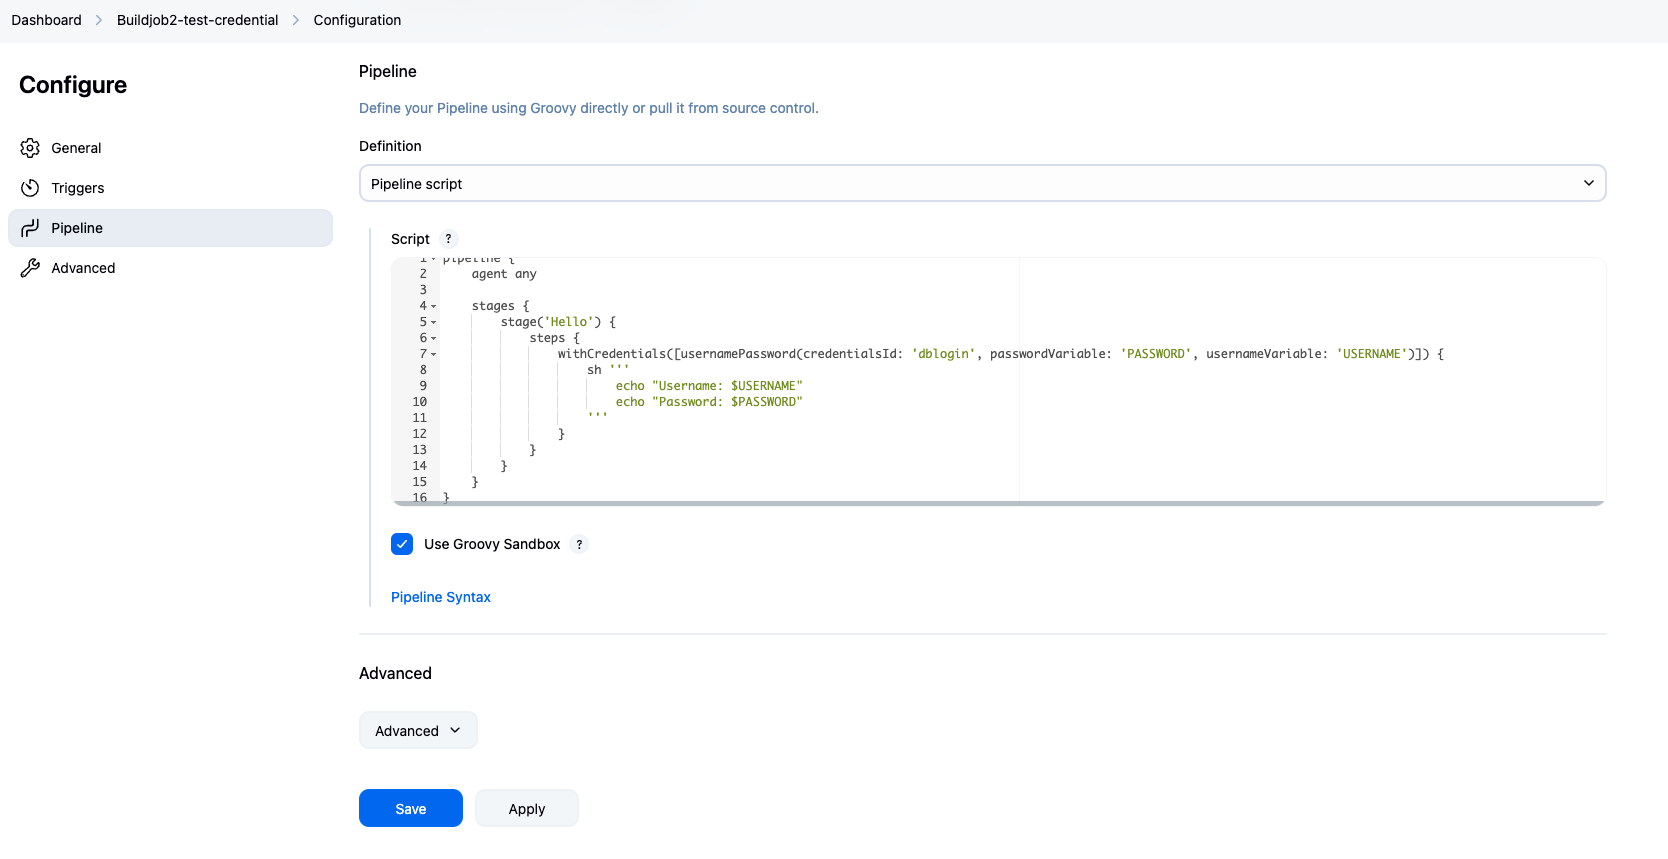 Dashboard > Buildjob2-test-credential > Configuration
Configure
General
Triggers
Pipeline
Advanced
Pipeline
Define your Pipeline using Groovy directly or pull it from source control.
Definition
Pipeline script
Script ?
1 pipeline {
2     agent any
3
4     stages {
5         stage('Hello') {
6             steps {
7                 withCredentials([usernamePassword(credentialsId: 'dblogin', passwordVariable: 'PASSWORD', usernameVariable: 'USERNAME')]) {
8                     sh '''
9                         echo "Username: $USERNAME"
10                         echo "Password: $PASSWORD"
11                     '''
12                 }
13             }
14         }
15     }
16 }
Use Groovy Sandbox ?
Pipeline Syntax
Advanced
Advanced
Save Apply